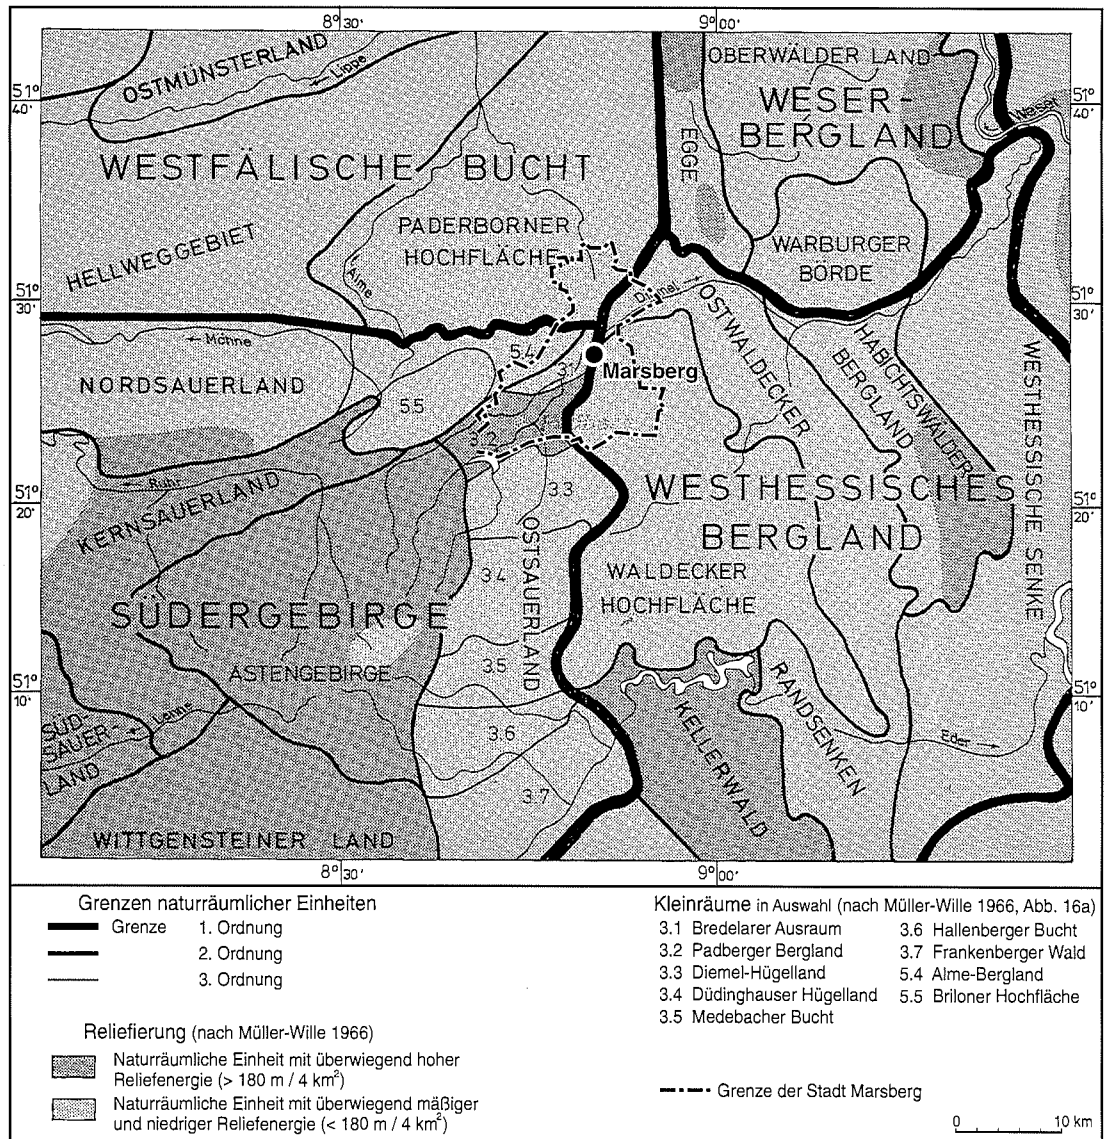 8°30'
9°00'
51°
40'
51°
30'
51°
20'
51°
10'
51°
40'
51°
30'
51°
20'
51°
10'
OSTMÜNSTERLAND
Lippe
OBERWÄLDER LAND
WESER-
BERGLAND
Weser
EGGE
WESTFÄLISCHE BUCHT
PADERBORNER
HOCHFLÄCHE
WARBURGER
BÖRDE
HELLWEGGEBIET
Alme
Diemel
Möhne
NORDSAUERLAND
5.4
5.5
3.1
Marsberg
3.2
OSTWALDECKER
HABICHTSWÄLDER
BERGLAND
WESTHESSISCHE SENKE
Ruhr
KERNSAUERLAND
3.3
OSTSAUERLAND
WESTHESSISCHES
BERGLAND
3.4
WALDECKER
HOCHFLÄCHE
SÜDERGEBIRGE
3.5
ASTENGEBIRGE
RANDSENKEN
KELLERWALD
SÜD-
SAUER-
LAND
Lenne
3.6
Eder
3.7
WITTGENSTEINER LAND
8°30'
9°00'
Grenzen naturräumlicher Einheiten
Grenze 1. Ordnung
2. Ordnung
3. Ordnung
Reliefierung (nach Müller-Wille 1966)
Naturräumliche Einheit mit überwiegend hoher
Reliefenergie (> 180 m / 4 km²)
Naturräumliche Einheit mit überwiegend mäßiger
und niedriger Reliefenergie (< 180 m / 4 km²)
Kleinräume in Auswahl (nach Müller-Wille 1966, Abb. 16a)
3.1 Bredelarer Ausraum
3.2 Padberger Bergland
3.3 Diemel-Hügelland
3.4 Düdinghauser Hügelland
3.5 Medebacher Bucht
3.6 Hallenberger Bucht
3.7 Frankenberger Wald
5.4 Alme-Bergland
5.5 Briloner Hochfläche
Grenze der Stadt Marsberg
0 10 km